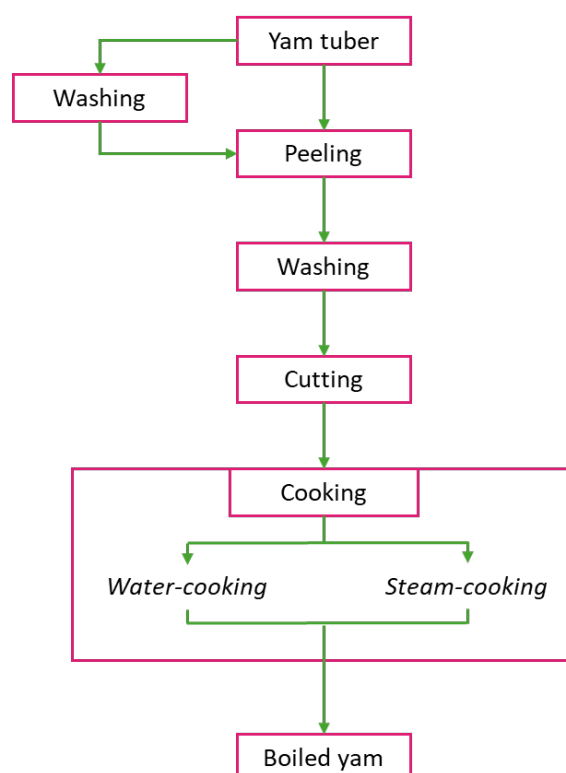 Yam tuber
Washing
Peeling
Washing
Cutting
Cooking
Water-cooking
Steam-cooking
Boiled yam